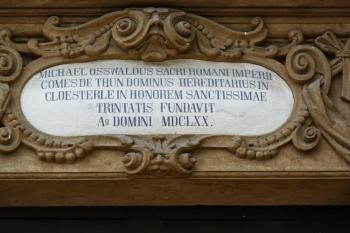 MICHAEL OSSWALDUS SACRI ROMANI IMPERII
COMES DE THUN DOMINUS HEREDITARIUS IN
CLOESTERLE IN HONOREM SANCTISSIMAE
TRINTATIS FUNDAVIT
Aº DOMINI MDCLXX.